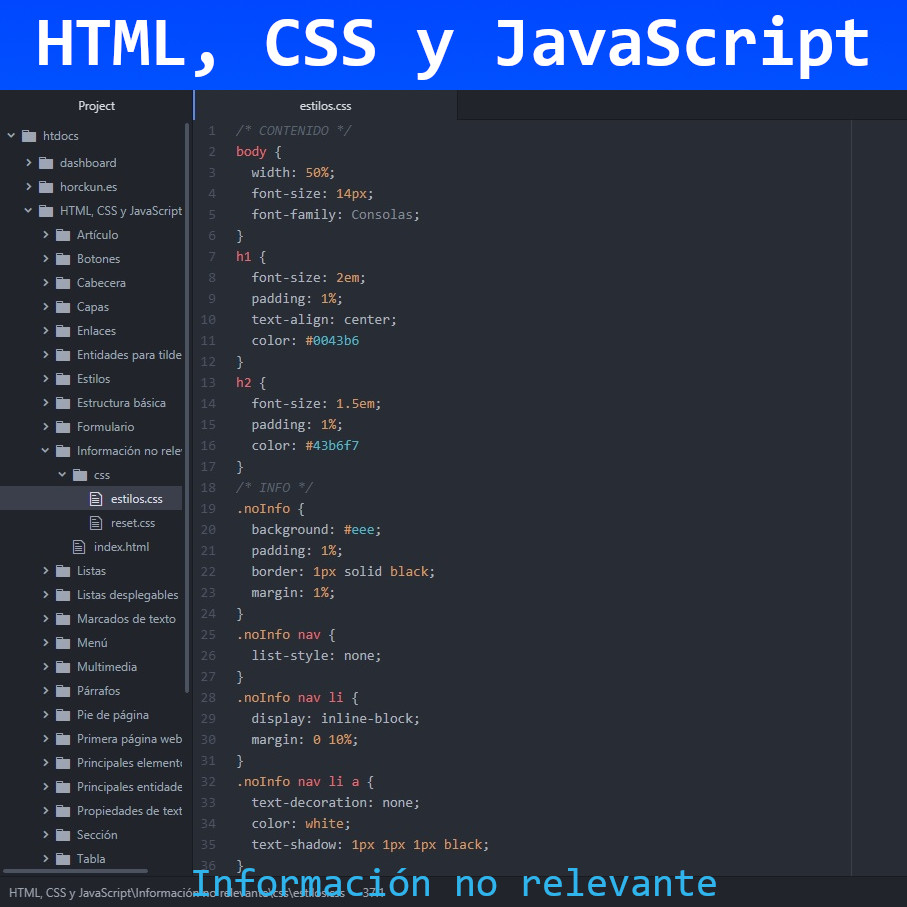 HTML, CSS y JavaScript
Project
htdocs
dashboard
horckun.es
HTML, CSS y JavaScript
Artículo
Botones
Cabecera
Capas
Enlaces
Entidades para tilde
Estilos
Estructura básica
Formulario
Información no rele
css
estilos.css
reset.css
index.html
Listas
Listas desplegables
Marcados de texto
Menú
Multimedia
Párrafos
Pie de página
Primera página web
Principales element
Principales entidade
Propiedades de text
Sección
Tabla
estilos.css
1 /* CONTENIDO */
2 body {
3 width: 50%;
4 font-size: 14px;
5 font-family: Consolas;
6 }
7 h1 {
8 font-size: 2em;
9 padding: 1%;
10 text-align: center;
11 color: #0043b6
12 }
13 h2 {
14 font-size: 1.5em;
15 padding: 1%;
16 color: #43b6f7
17 }
18 /* INFO */
19 .noInfo {
20 background: #eee;
21 padding: 1%;
22 border: 1px solid black;
23 margin: 1%;
24 }
25 .noInfo nav {
26 list-style: none;
27 }
28 .noInfo nav li {
29 display: inline-block;
30 margin: 0 10%;
31 }
32 .noInfo nav li a {
33 text-decoration: none;
34 color: white;
35 text-shadow: 1px 1px 1px black;
36 }
HTML, CSS y JavaScript\Información no relevante\css\estilos.css 37:1
Información no relevante